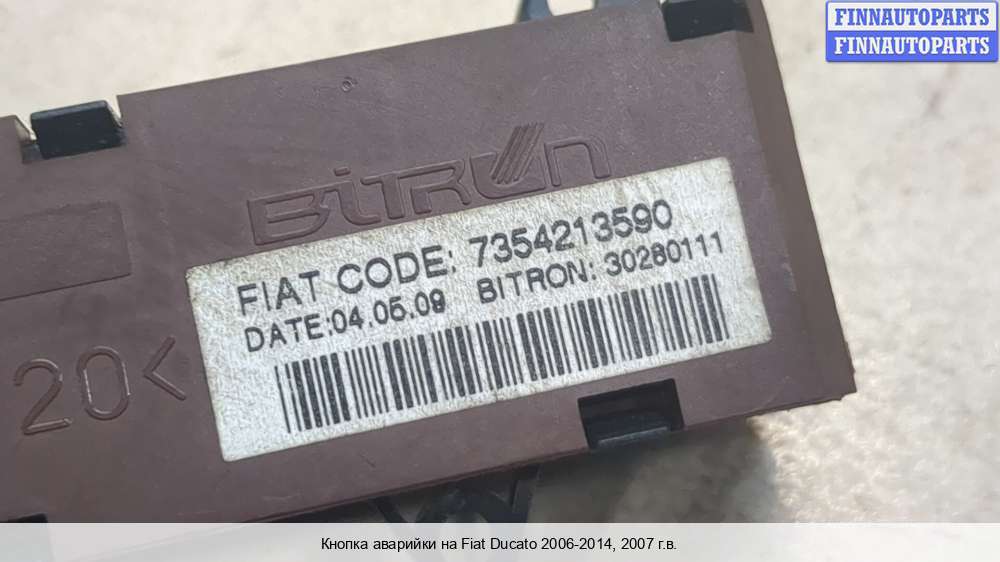 FINNAUTOPARTS
FINNAUTOPARTS
BITRON
FIAT CODE: 7354213590
DATE:04.05.09 BITRON: 30280111
20<
Кнопка аварийки на Fiat Ducato 2006-2014, 2007 г.в.